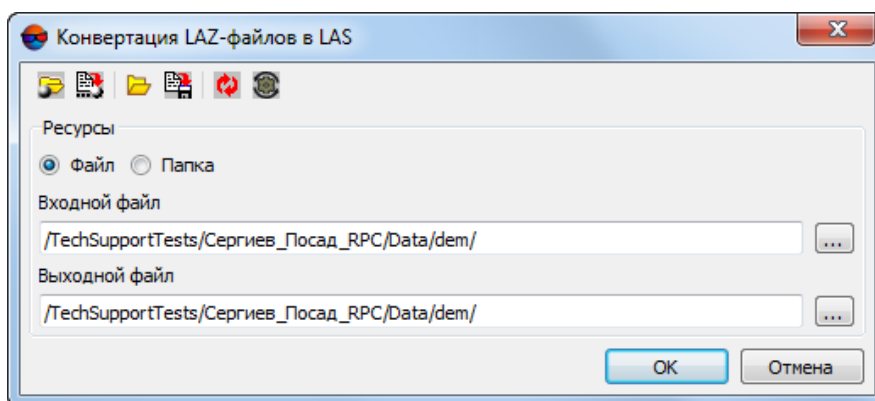 Конвертация LAZ-файлов в LAS
Ресурсы
Файл Папка
Входной файл
/TechSupportTests/Сергиев_Посад_RPC/Data/dem/ ...
Выходной файл
/TechSupportTests/Сергиев_Посад_RPC/Data/dem/ ...
OK Отмена